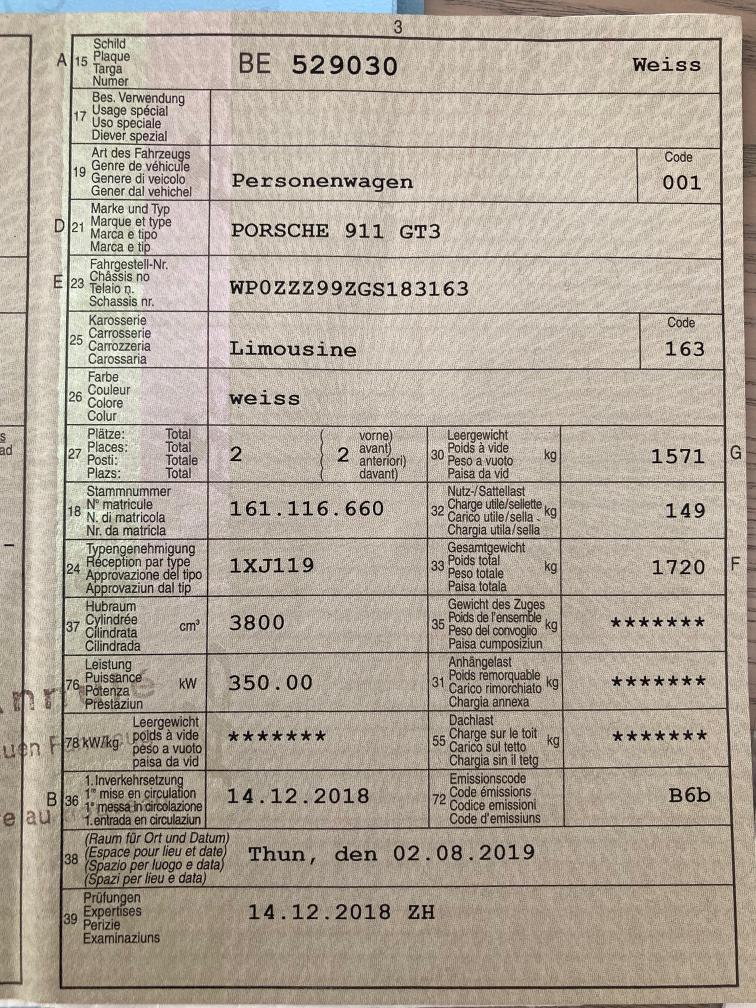 3
A 15 Schild
Plaque
Targa
Numer
BE 529030 Weiss
17 Bes. Verwendung
Usage spécial
Uso speciale
Diever spezial
19 Art des Fahrzeugs
Genre de véhicule
Genere di veicolo
Gener dal vehichel
Personenwagen
Code
001
D 21 Marke und Typ
Marque et type
Marca e tipo
Marca e tip
PORSCHE 911 GT3
E 23 Fahrgestell-Nr.
Châssis no
Telaio n.
Schassis nr.
WP0ZZZ99ZGS183163
25 Karosserie
Carrosserie
Carrozzeria
Carossaria
Limousine
Code
163
26 Farbe
Couleur
Colore
Colur
weiss
27 Plätze: Total
Places: Total
Posti: Totale
Plazs: Total
2 ( 2 vorne)
avant)
anteriori)
davant)
30 Leergewicht
Poids à vide
Peso a vuoto
Paisa da vid
kg
1571 G
18 Stammnummer
N° matricule
N. di matricola
Nr. da matricla
161.116.660
32 Nutz-/Sattellast
Charge utile/sellette
Carico utile/sella
Chargia utila/sella
kg
149
24 Typengenehmigung
Réception par type
Approvazione del tipo
Approvaziun dal tip
1XJ119
33 Gesamtgewicht
Poids total
Peso totale
Paisa totala
kg
1720 F
37 Hubraum
Cylindrée
Cilindrata
Cilindrada
cm³
3800
35 Gewicht des Zuges
Poids de l'ensemble
Peso del convoglio
Paisa cumposiziun
kg
*******
76 Leistung
Puissance
Potenza
Prestaziun
kW
350.00
31 Anhängelast
Poids remorquable
Carico rimorchiato
Chargia annexa
kg
*******
78 kW/kg Leergewicht
poids à vide
peso a vuoto
paisa da vid
*******
55 Dachlast
Charge sur le toit
Carico sul tetto
Chargia sin il tetg
kg
*******
B 36 1. Inverkehrsetzung
1re mise en circulation
1a messa in circolazione
1. entrada en circulaziun
14.12.2018
72 Emissionscode
Code émissions
Codice emissioni
Code d'emissiuns
B6b
38 (Raum für Ort und Datum)
(Espace pour lieu et date)
(Spazio per luogo e data)
(Spazi per lieu e data)
Thun, den 02.08.2019
39 Prüfungen
Expertises
Perizie
Examinaziuns
14.12.2018 ZH